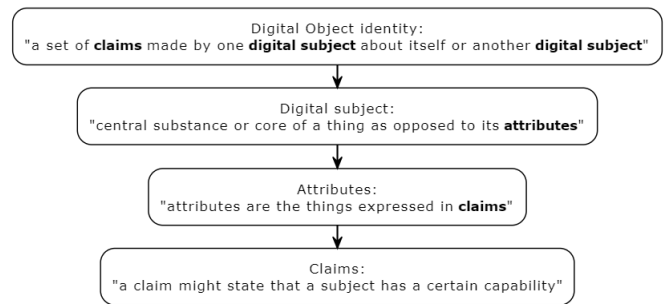 Digital Object identity:
"a set of claims made by one digital subject about itself or another digital subject"
Digital subject:
"central substance or core of a thing as opposed to its attributes"
Attributes:
"attributes are the things expressed in claims"
Claims:
"a claim might state that a subject has a certain capability"